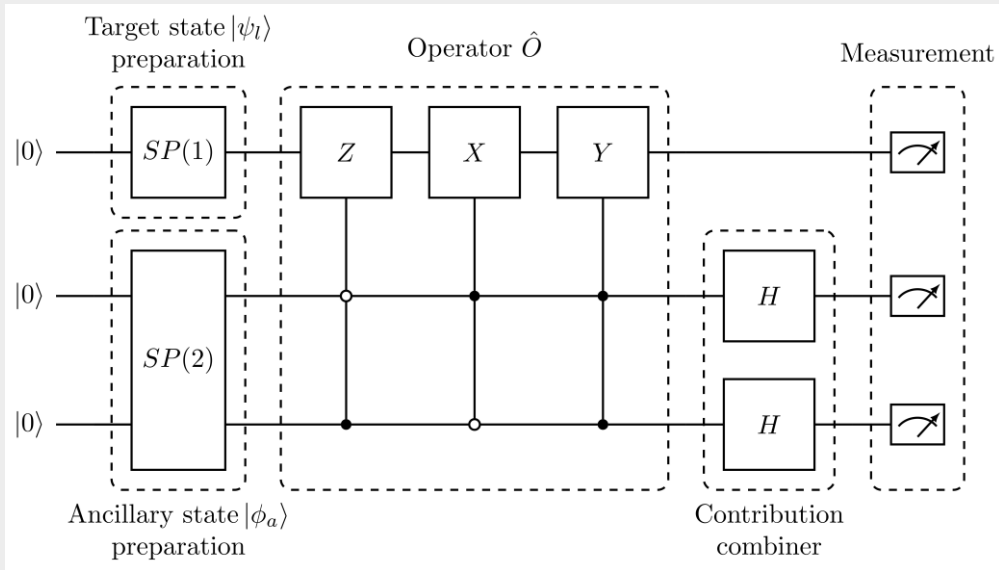 Target state |ψ_l⟩
preparation
Operator Ô
Measurement
|0⟩
SP(1)
Z
X
Y
|0⟩
SP(2)
H
|0⟩
H
Ancillary state |ϕ_a⟩
preparation
Contribution
combiner